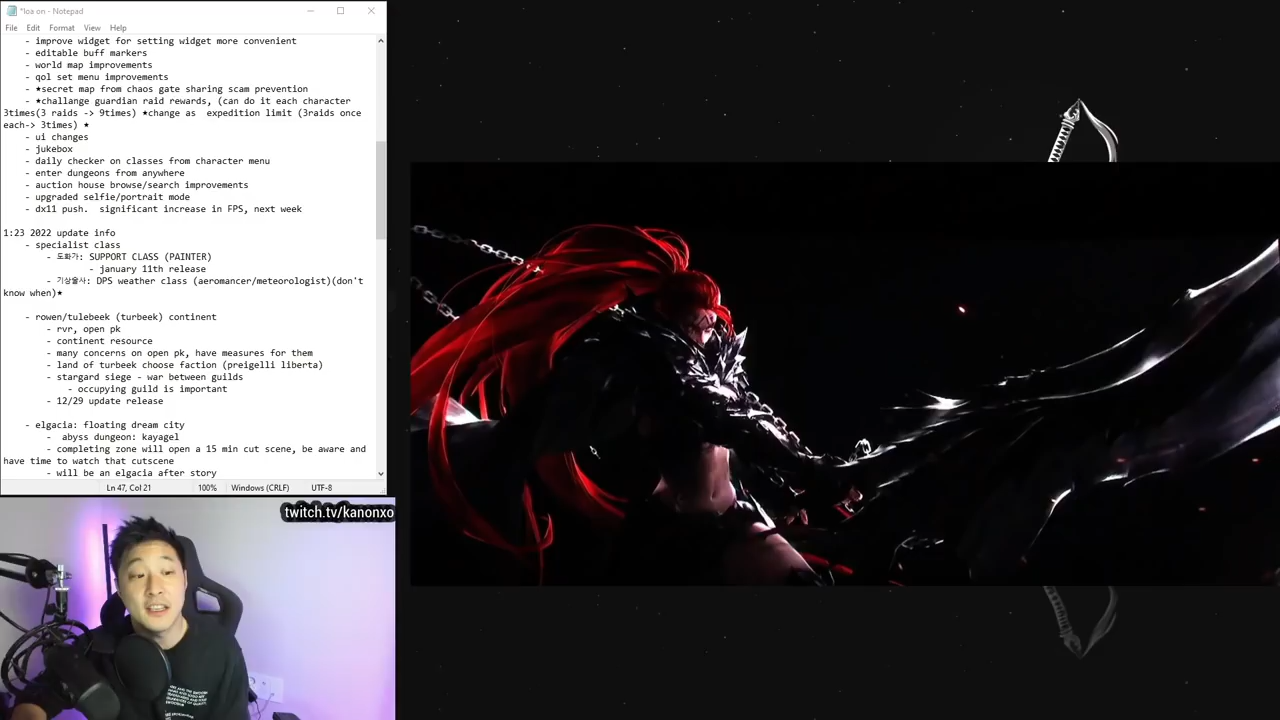 *loa on - Notepad
File Edit Format View Help
- improve widget for setting widget more convenient
- editable buff markers
- world map improvements
- qol set menu improvements
- ★secret map from chaos gate sharing scam prevention
- ★challange guardian raid rewards, (can do it each character
3times(3 raids -> 9times) ★change as  expedition limit (3raids once
each-> 3times) ★
- ui changes
- jukebox
- daily checker on classes from character menu
- enter dungeons from anywhere
- auction house browse/search improvements
- upgraded selfie/portrait mode
- dx11 push.  significant increase in FPS, next week
1:23 2022 update info
- specialist class
- 도화가: SUPPORT CLASS (PAINTER)
- january 11th release
- 기상술사: DPS weather class (aeromancer/meteorologist)(don't
know when)★
- rowen/tulebeek (turbeek) continent
- rvr, open pk
- continent resource
- many concerns on open pk, have measures for them
- land of turbeek choose faction (preigelli liberta)
- stargard siege - war between guilds
- occupying guild is important
- 12/29 update release
- elgacia: floating dream city
-  abyss dungeon: kayagel
- completing zone will open a 15 min cut scene, be aware and
have time to watch that cutscene
- will be an elgacia after story
Ln 47, Col 21 100% Windows (CRLF) UTF-8
twitch.tv/kanonxo